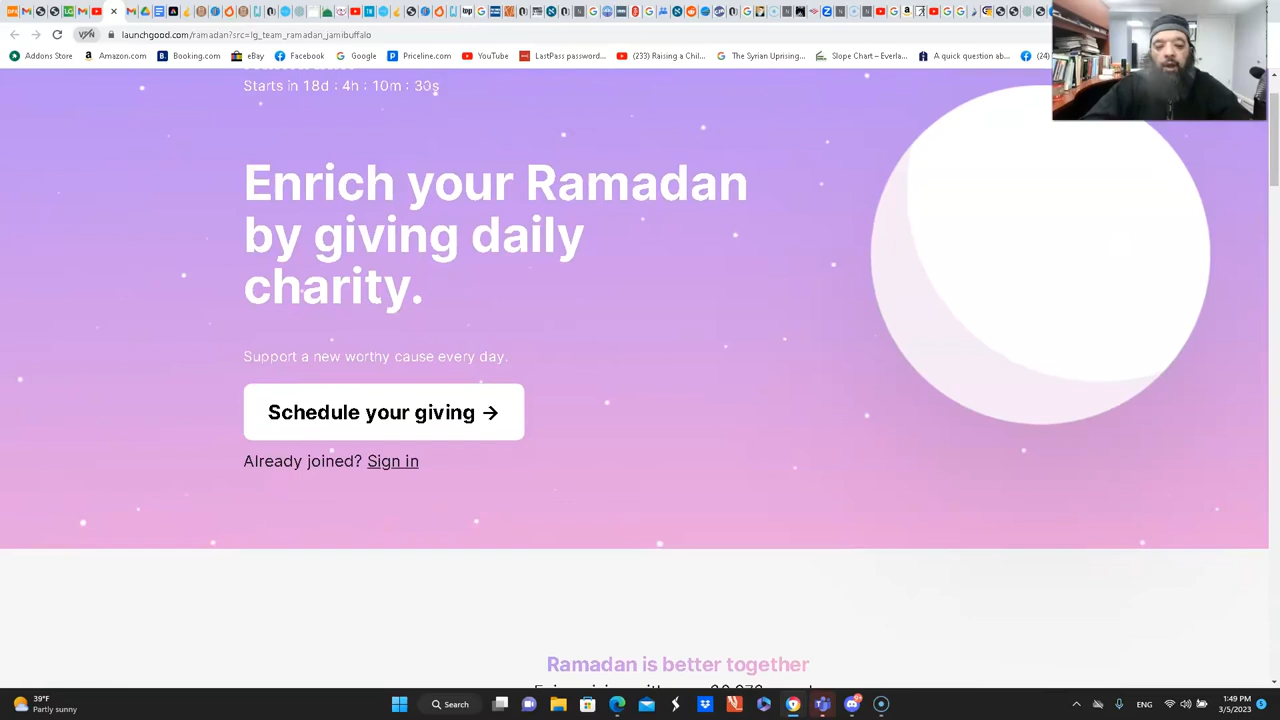 launchgood.com/ramadan?src=lg_team_ramadan_jamibuffalo
Addons Store
Amazon.com
Booking.com
eBay
Facebook
Google
Priceline.com
YouTube
LastPass password...
(233) Raising a Chil...
The Syrian Uprising...
Slope Chart – Everla...
A quick question ab...
(24)
Starts in 18d : 4h : 10m : 30s
Enrich your Ramadan
by giving daily
charity.
Support a new worthy cause every day.
Schedule your giving →
Already joined? Sign in
Ramadan is better together
39°F
Partly sunny
Search
ENG
1:49 PM
3/5/2023